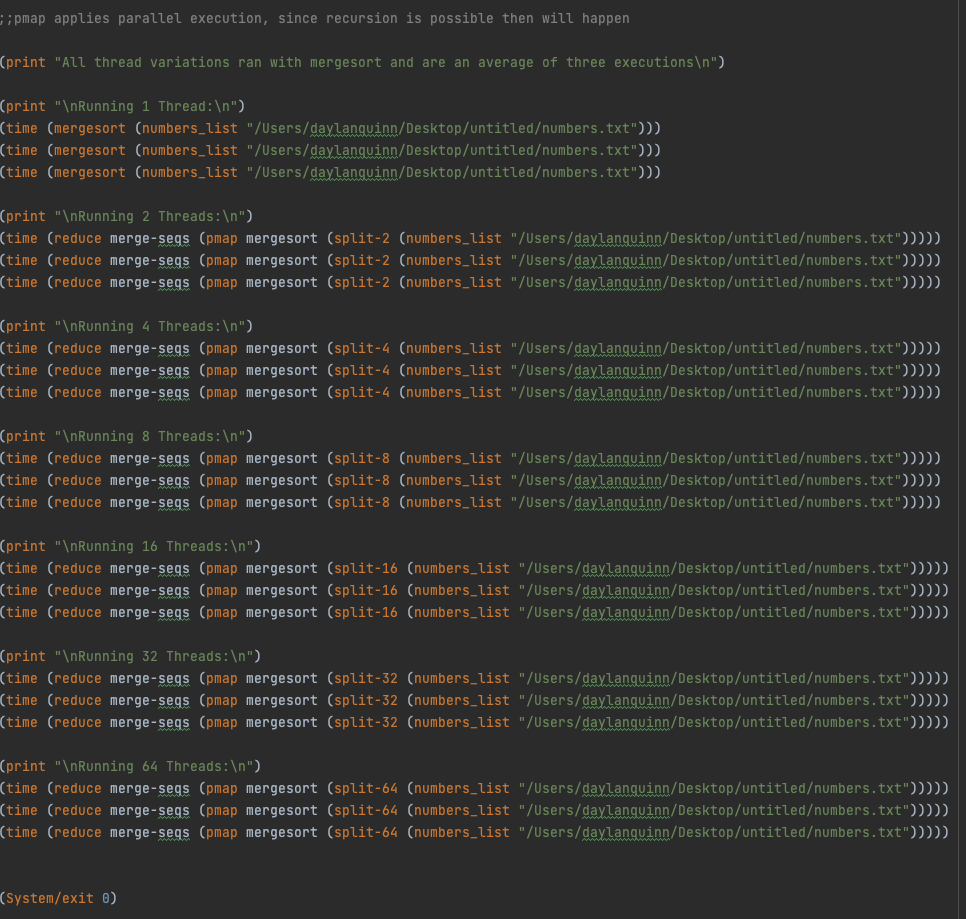 ;;pmap applies parallel execution, since recursion is possible then will happen
(print "All thread variations ran with mergesort and are an average of three executions\n")
(print "\nRunning 1 Thread:\n")
(time (mergesort (numbers_list "/Users/daylanquinn/Desktop/untitled/numbers.txt")))
(time (mergesort (numbers_list "/Users/daylanquinn/Desktop/untitled/numbers.txt")))
(time (mergesort (numbers_list "/Users/daylanquinn/Desktop/untitled/numbers.txt")))
(print "\nRunning 2 Threads:\n")
(time (reduce merge-seqs (pmap mergesort (split-2 (numbers_list "/Users/daylanquinn/Desktop/untitled/numbers.txt")))))
(time (reduce merge-seqs (pmap mergesort (split-2 (numbers_list "/Users/daylanquinn/Desktop/untitled/numbers.txt")))))
(time (reduce merge-seqs (pmap mergesort (split-2 (numbers_list "/Users/daylanquinn/Desktop/untitled/numbers.txt")))))
(print "\nRunning 4 Threads:\n")
(time (reduce merge-seqs (pmap mergesort (split-4 (numbers_list "/Users/daylanquinn/Desktop/untitled/numbers.txt")))))
(time (reduce merge-seqs (pmap mergesort (split-4 (numbers_list "/Users/daylanquinn/Desktop/untitled/numbers.txt")))))
(time (reduce merge-seqs (pmap mergesort (split-4 (numbers_list "/Users/daylanquinn/Desktop/untitled/numbers.txt")))))
(print "\nRunning 8 Threads:\n")
(time (reduce merge-seqs (pmap mergesort (split-8 (numbers_list "/Users/daylanquinn/Desktop/untitled/numbers.txt")))))
(time (reduce merge-seqs (pmap mergesort (split-8 (numbers_list "/Users/daylanquinn/Desktop/untitled/numbers.txt")))))
(time (reduce merge-seqs (pmap mergesort (split-8 (numbers_list "/Users/daylanquinn/Desktop/untitled/numbers.txt")))))
(print "\nRunning 16 Threads:\n")
(time (reduce merge-seqs (pmap mergesort (split-16 (numbers_list "/Users/daylanquinn/Desktop/untitled/numbers.txt")))))
(time (reduce merge-seqs (pmap mergesort (split-16 (numbers_list "/Users/daylanquinn/Desktop/untitled/numbers.txt")))))
(time (reduce merge-seqs (pmap mergesort (split-16 (numbers_list "/Users/daylanquinn/Desktop/untitled/numbers.txt")))))
(print "\nRunning 32 Threads:\n")
(time (reduce merge-seqs (pmap mergesort (split-32 (numbers_list "/Users/daylanquinn/Desktop/untitled/numbers.txt")))))
(time (reduce merge-seqs (pmap mergesort (split-32 (numbers_list "/Users/daylanquinn/Desktop/untitled/numbers.txt")))))
(time (reduce merge-seqs (pmap mergesort (split-32 (numbers_list "/Users/daylanquinn/Desktop/untitled/numbers.txt")))))
(print "\nRunning 64 Threads:\n")
(time (reduce merge-seqs (pmap mergesort (split-64 (numbers_list "/Users/daylanquinn/Desktop/untitled/numbers.txt")))))
(time (reduce merge-seqs (pmap mergesort (split-64 (numbers_list "/Users/daylanquinn/Desktop/untitled/numbers.txt")))))
(time (reduce merge-seqs (pmap mergesort (split-64 (numbers_list "/Users/daylanquinn/Desktop/untitled/numbers.txt")))))
(System/exit 0)